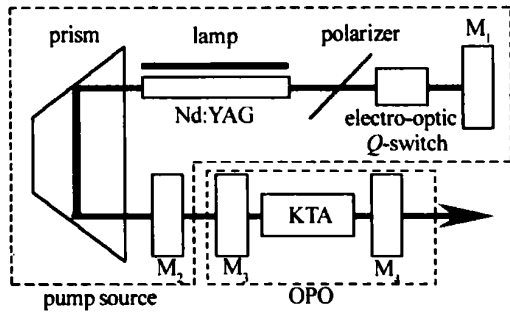 prism
lamp
polarizer
M1
Nd:YAG
electro-optic
Q-switch
KTA
M2
M3
M4
pump source
OPO